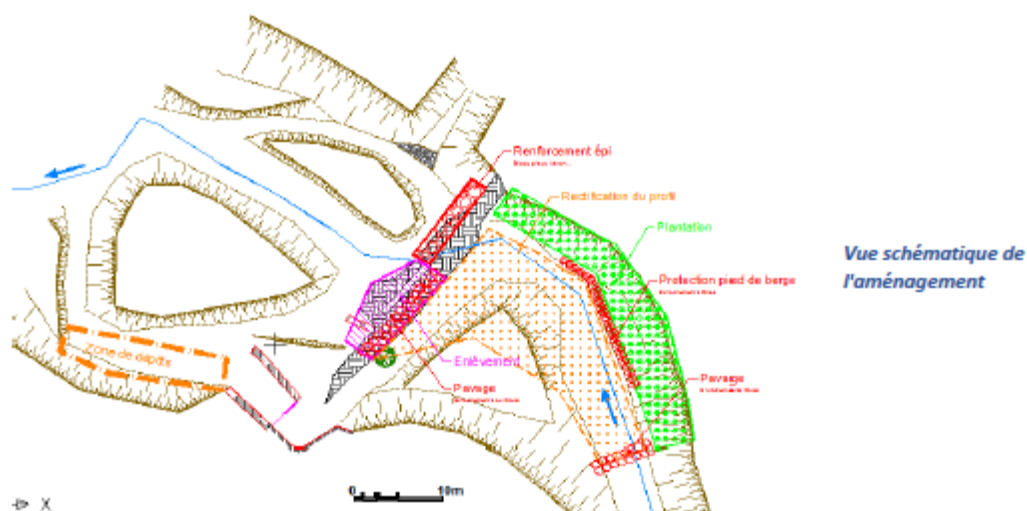 Renforcement épi
Rectification du profil
Plantation
Protection pied de berge
Vue schématique de
l'aménagement
zone de dépôts
Enlèvement
Pavage
Pavage
0 10m
X